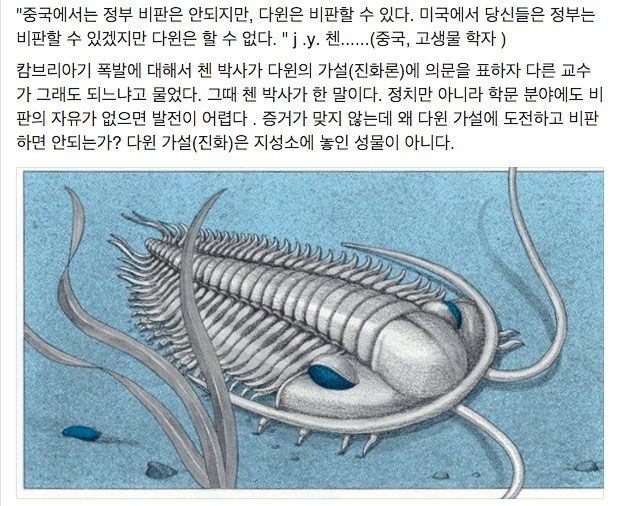 "중국에서는 정부 비판은 안되지만, 다윈은 비판할 수 있다. 미국에서 당신들은 정부는
비판할 수 있겠지만 다윈은 할 수 없다. " j .y. 첸......(중국, 고생물 학자 )
캄브리아기 폭발에 대해서 첸 박사가 다윈의 가설(진화론)에 의문을 표하자 다른 교수
가 그래도 되느냐고 물었다. 그때 첸 박사가 한 말이다. 정치만 아니라 학문 분야에도 비
판의 자유가 없으면 발전이 어렵다 . 증거가 맞지 않는데 왜 다윈 가설에 도전하고 비판
하면 안되는가? 다윈 가설(진화)은 지성소에 놓인 성물이 아니다.